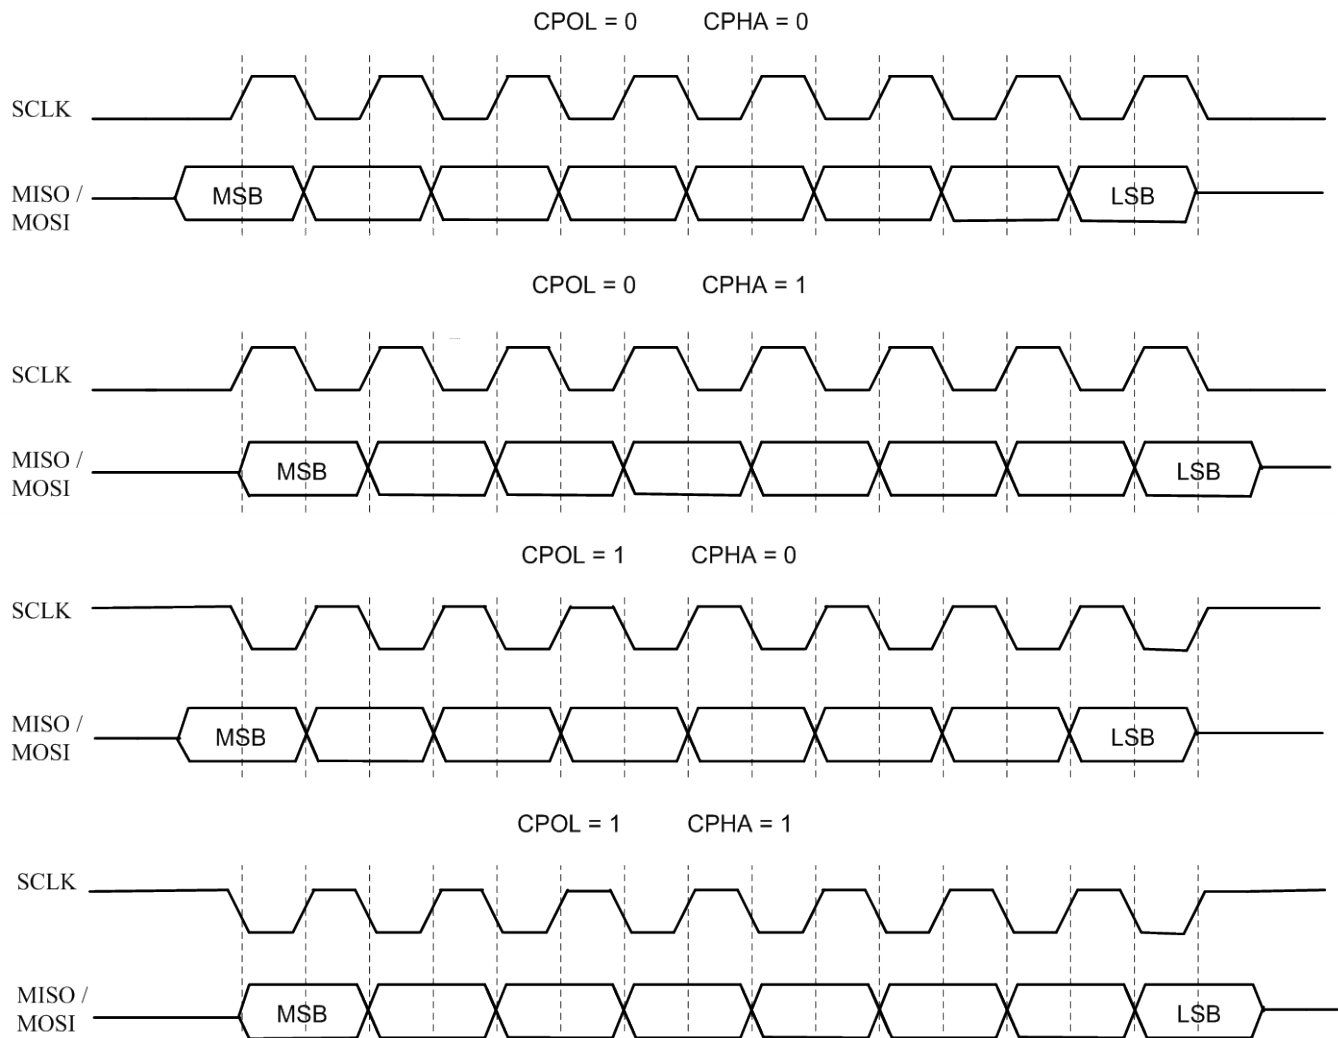 CPOL = 0 CPHA = 0
SCLK
MISO /
MOSI
MSB LSB
CPOL = 0 CPHA = 1
SCLK
MISO /
MOSI
MSB LSB
CPOL = 1 CPHA = 0
SCLK
MISO /
MOSI
MSB LSB
CPOL = 1 CPHA = 1
SCLK
MISO /
MOSI
MSB LSB